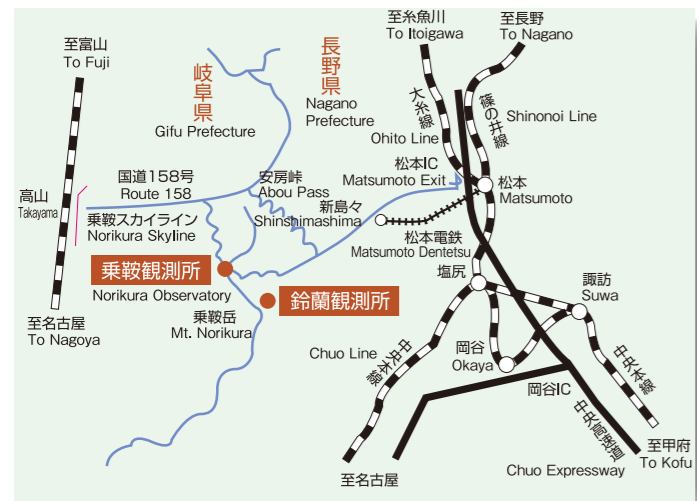 至富山
To Fuji
岐阜県
Gifu Prefecture
長野県
Nagano
Prefecture
至糸魚川
To Itoigawa
至長野
To Nagano
大糸線
Ohito Line
篠の井線
Shinonoi Line
松本IC
Matsumoto Exit
松本
Matsumoto
高山
Takayama
国道158号
Route 158
安房峠
Abou Pass
新島々
Shinshimashima
乗鞍スカイライン
Norikura Skyline
松本電鉄
Matsumoto Dentetsu
乗鞍観測所
Norikura Observatory
鈴蘭観測所
乗鞍岳
Mt. Norikura
塩尻
諏訪
Suwa
至名古屋
To Nagoya
中央本線
Chuo Line
岡谷
Okaya
岡谷IC
中央本線
中央高速道
至甲府
To Kofu
至名古屋
Chuo Expressway